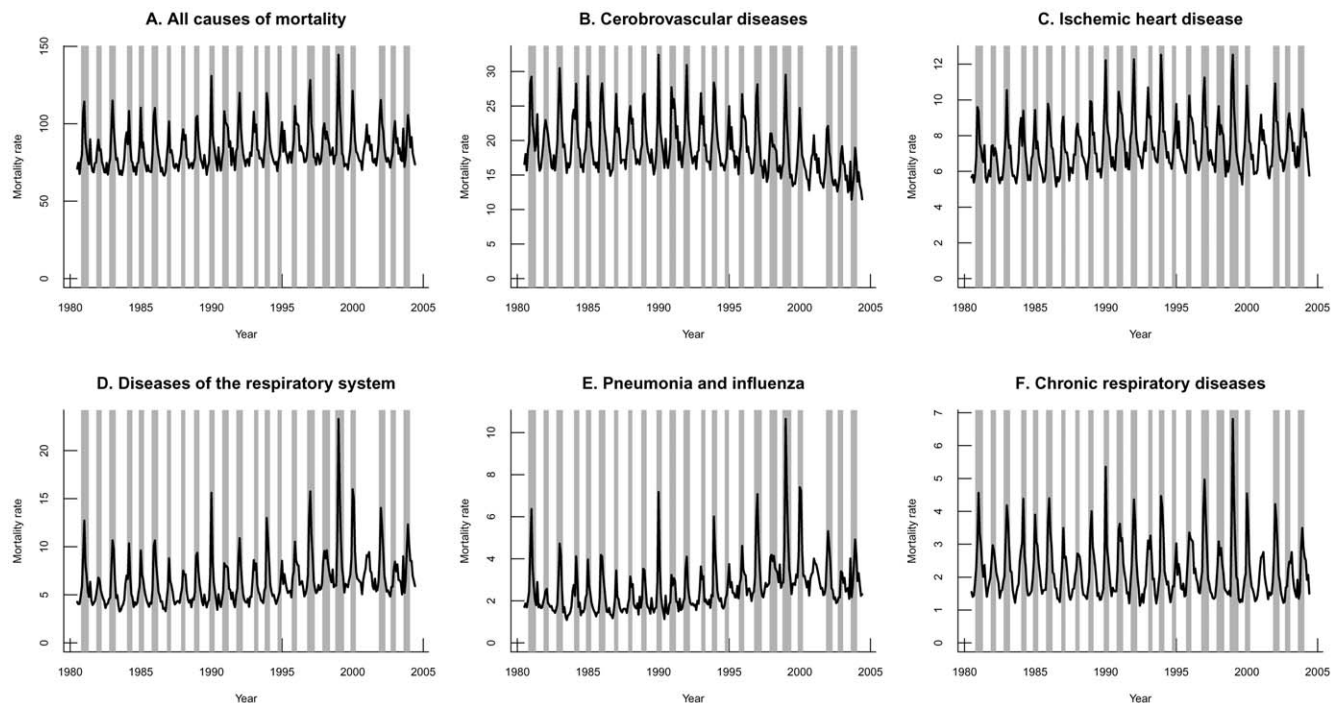 A. All causes of mortality
B. Cerobrovascular diseases
C. Ischemic heart disease
Mortality rate
150
100
50
0
1980 1985 1990 1995 2000 2005
Year
Mortality rate
30
25
20
15
10
5
0
1980 1985 1990 1995 2000 2005
Year
Mortality rate
12
10
8
6
4
2
0
1980 1985 1990 1995 2000 2005
Year
D. Diseases of the respiratory system
E. Pneumonia and influenza
F. Chronic respiratory diseases
Mortality rate
20
15
10
5
0
1980 1985 1990 1995 2000 2005
Year
Mortality rate
10
8
6
4
2
0
1980 1985 1990 1995 2000 2005
Year
Mortality rate
7
6
5
4
3
2
1
0
1980 1985 1990 1995 2000 2005
Year